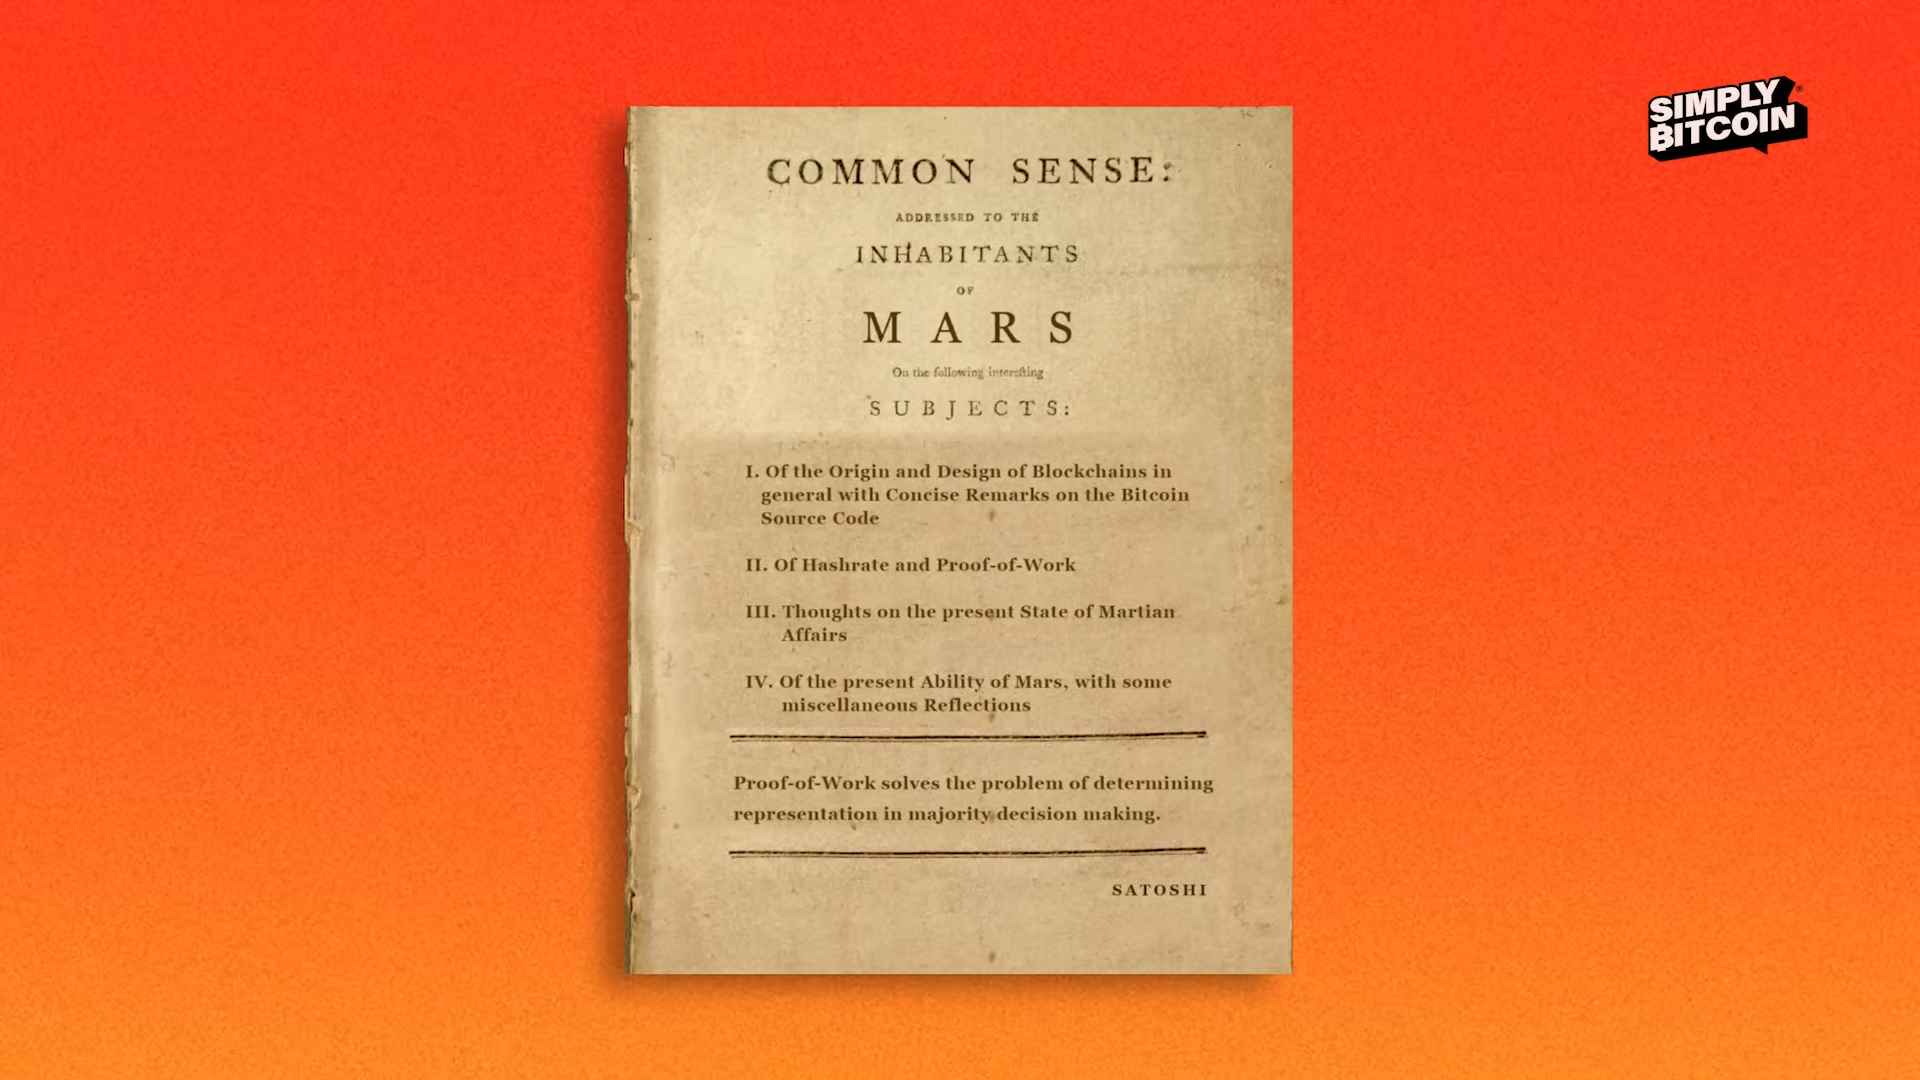 SIMPLY
BITCOIN®
COMMON SENSE:
ADDRESSED TO THE
INHABITANTS
OF
MARS
On the following interesting
SUBJECTS:
I. Of the Origin and Design of Blockchains in
general with Concise Remarks on the Bitcoin
Source Code
II. Of Hashrate and Proof-of-Work
III. Thoughts on the present State of Martian
Affairs
IV. Of the present Ability of Mars, with some
miscellaneous Reflections
Proof-of-Work solves the problem of determining
representation in majority decision making.
SATOSHI